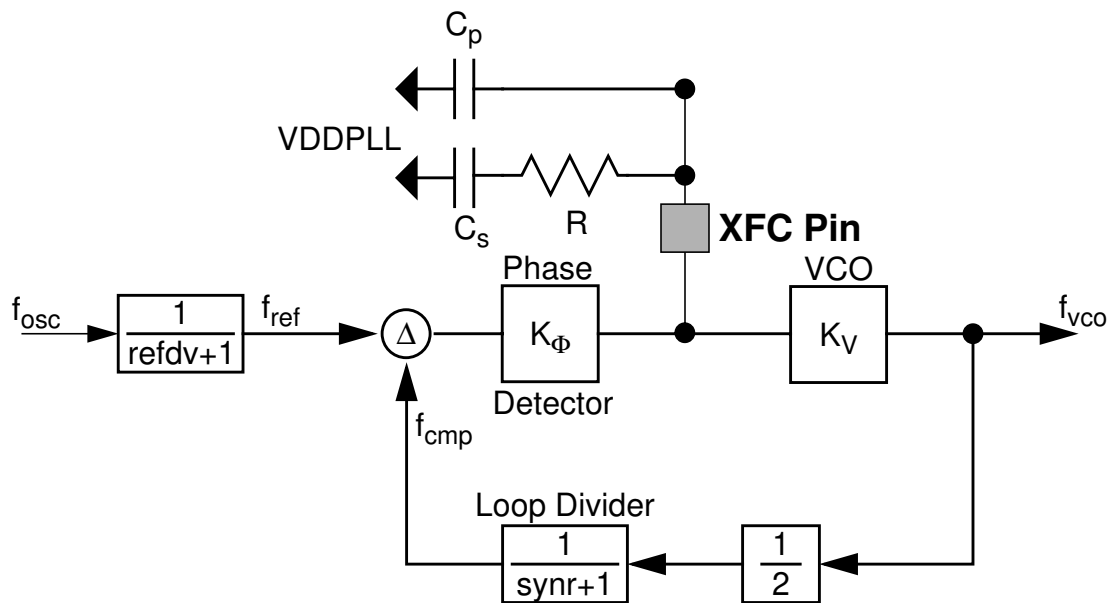 Cp
VDDPLL
Cs
R
XFC Pin
Phase
VCO
fosc
1
refdv+1
fref
Δ
KΦ
KV
fvco
Detector
fcmp
Loop Divider
1
synr+1
1
2